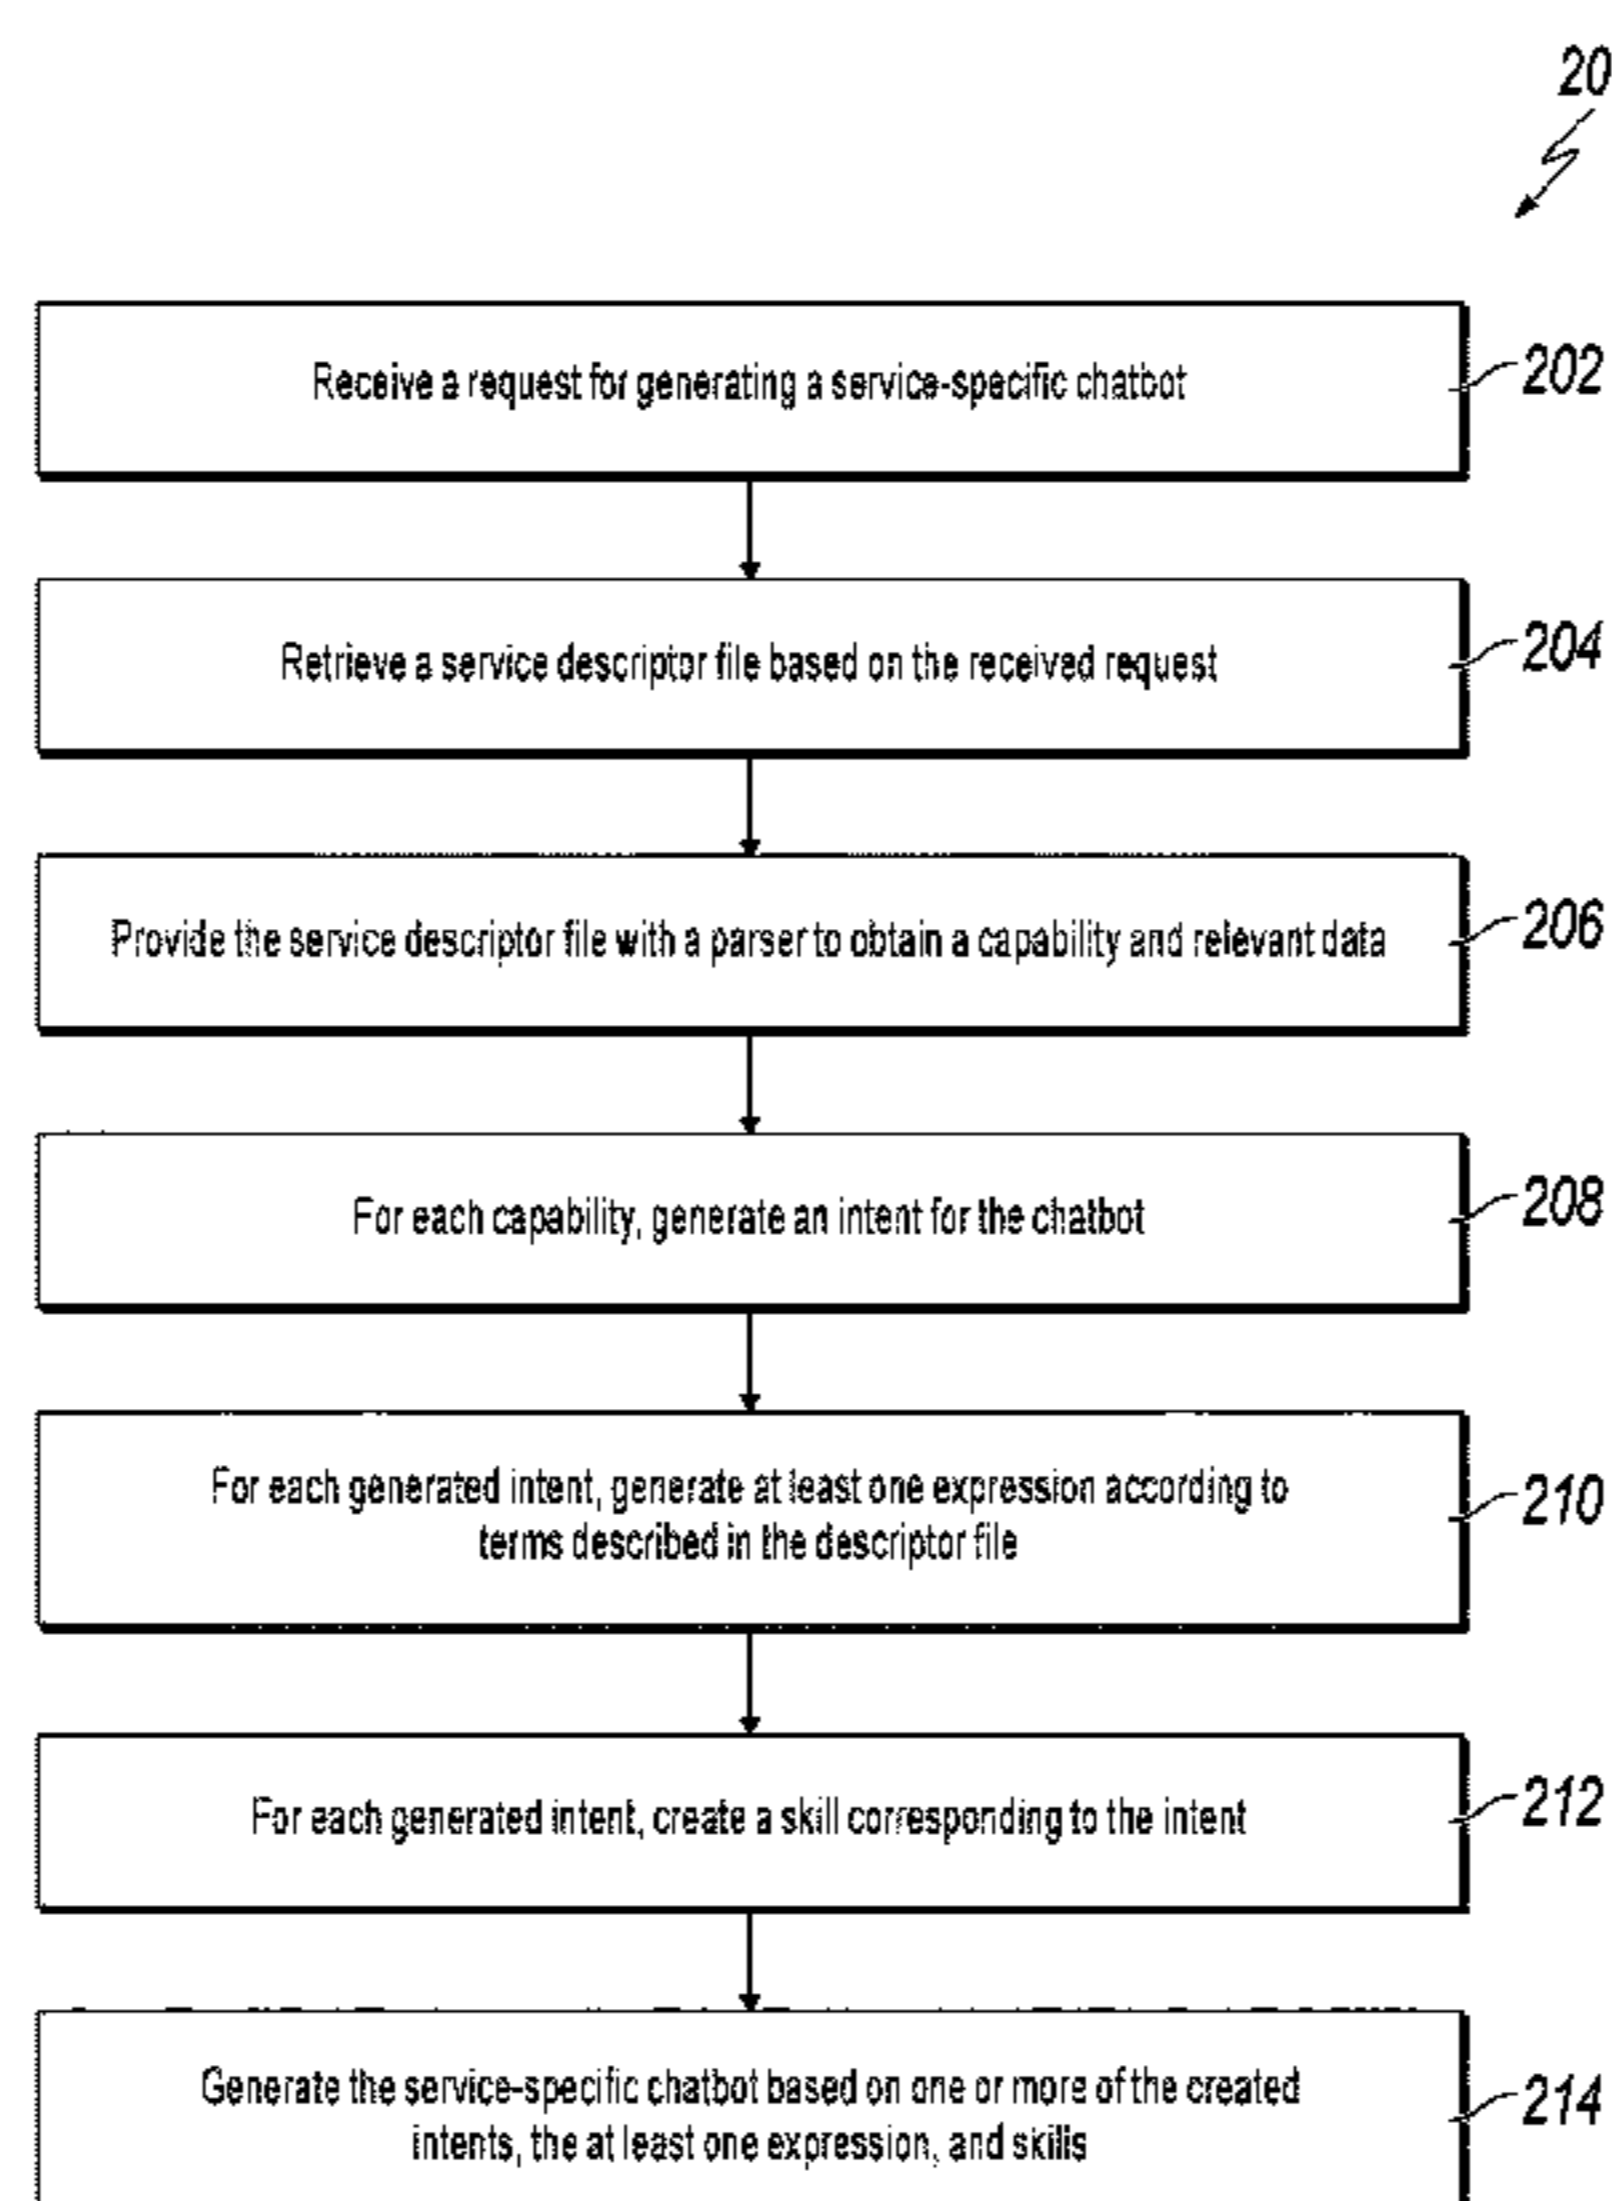 20
Receive a request for generating a service-specific chatbot
202
Retrieve a service descriptor file based on the received request
204
Provide the service descriptor file with a parser to obtain a capability and relevant data
206
For each capability, generate an intent for the chatbot
208
For each generated intent, generate at least one expression according to
terms described in the descriptor file
210
For each generated intent, create a skill corresponding to the intent
212
Generate the service-specific chatbot based on one or more of the created
intents, the at least one expression, and skills
214